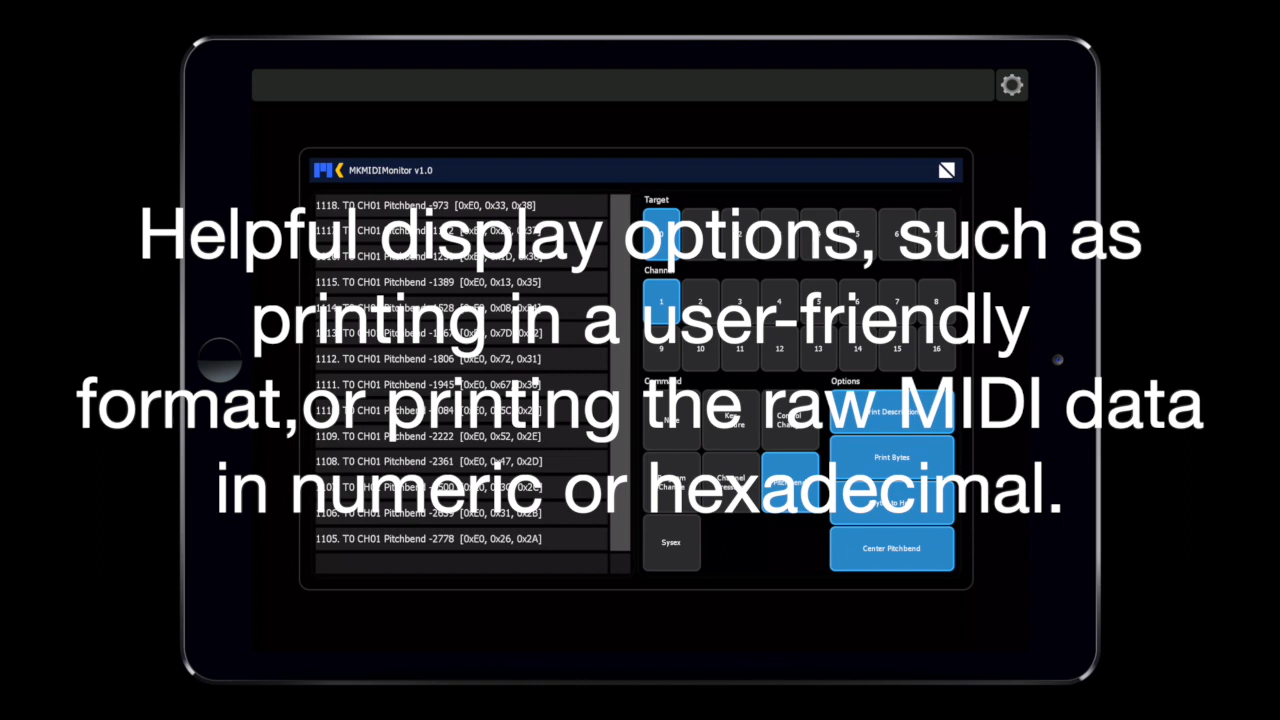 MKMIDIMonitor v1.0
Helpful display options, such as
printing in a user-friendly
format,or printing the raw MIDI data
in numeric or hexadecimal.
1118. T0 CH01 Pitchbend -973 [0xE0, 0x33, 0x38]
1115. T0 CH01 Pitchbend -1389 [0xE0, 0x13, 0x35]
1112. T0 CH01 Pitchbend -1806 [0xE0, 0x72, 0x31]
1111. T0 CH01 Pitchbend -1945
1109. T0 CH01 Pitchbend -2222 [0xE0, 0x52, 0x2E]
1108. T0 CH01 Pitchbend -2361 [0xE0, 0x47, 0x2D]
1106. T0 CH01 Pitchbend -2639 [0xE0, 0x31, 0x2B]
1105. T0 CH01 Pitchbend -2778 [0xE0, 0x26, 0x2A]
Target
Channel
1 2 3 4 5 6 7 8
9 10 11 12 13 14 15 16
Command
Sysex
Options
Print Bytes
Center Pitchbend